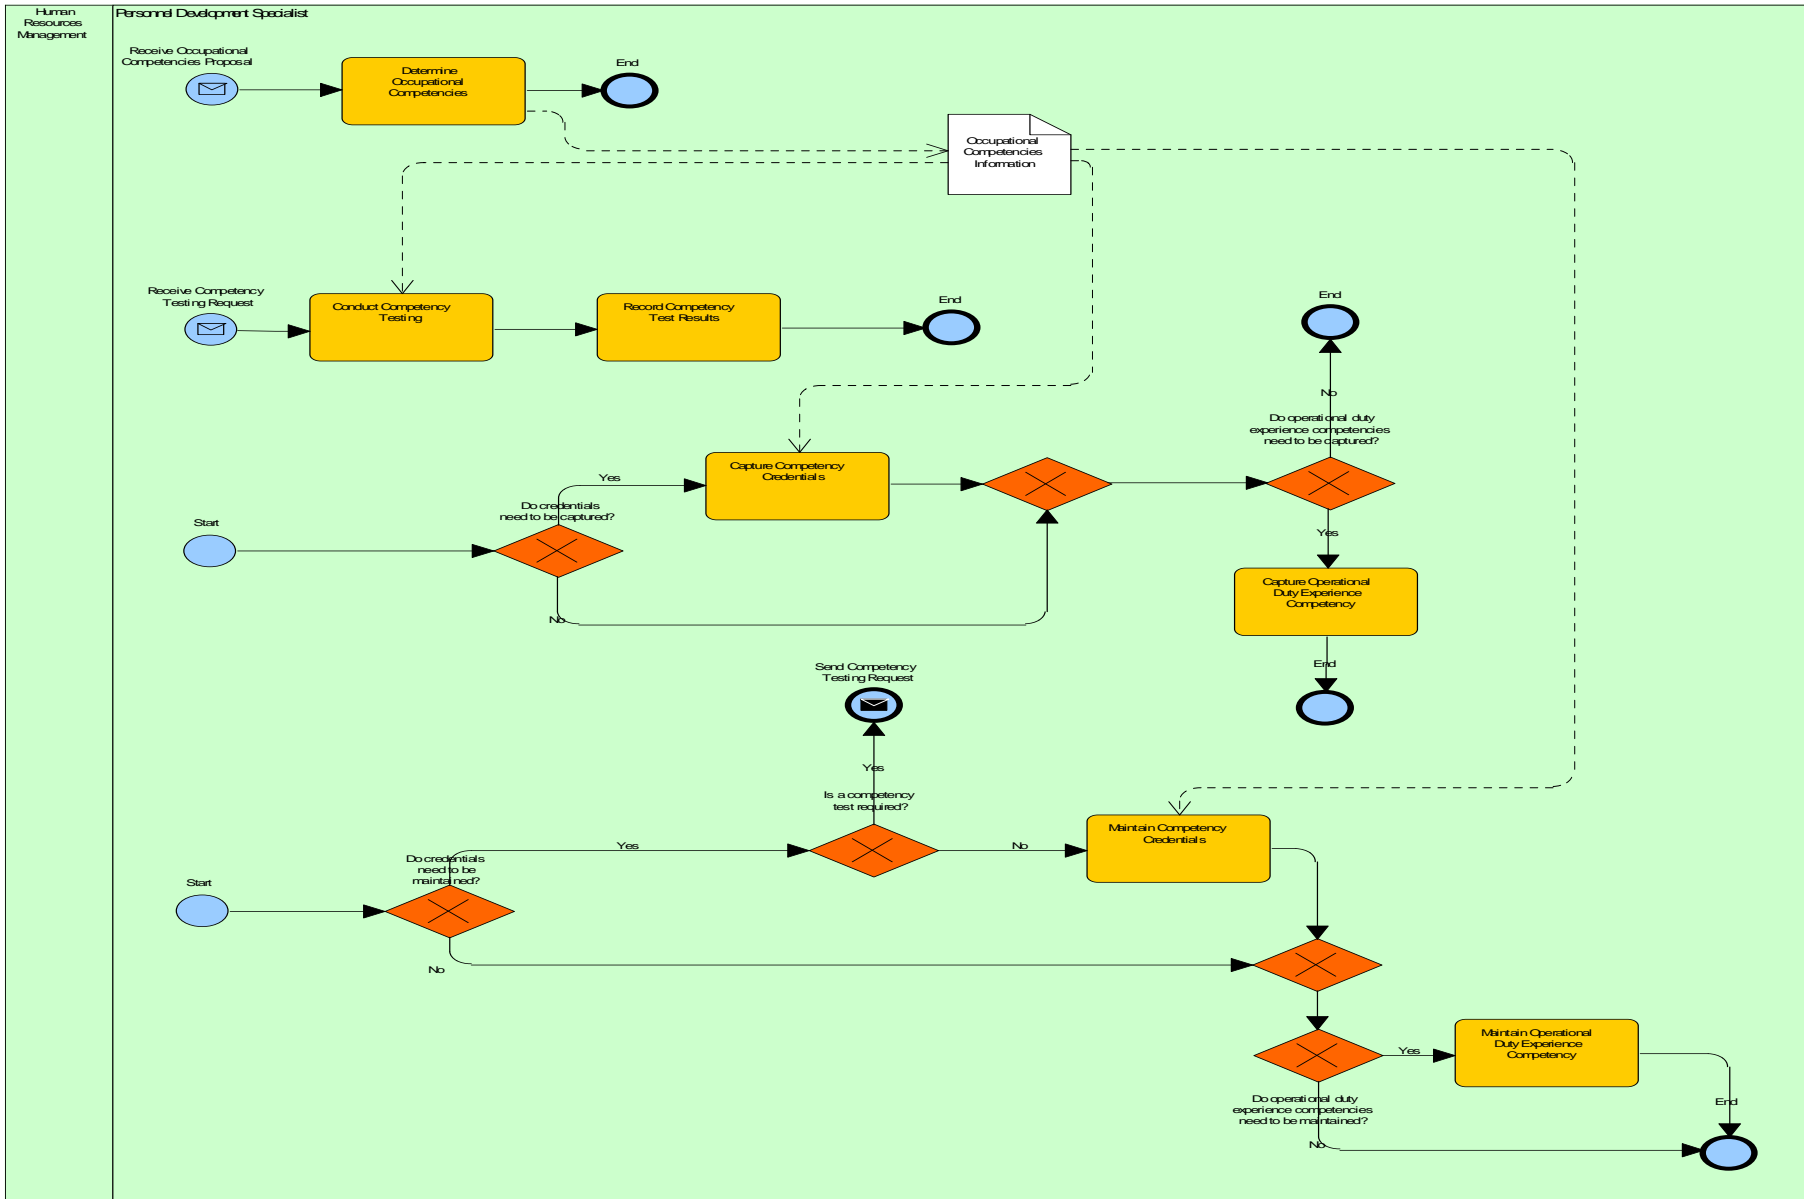 Human
Resources
Management
Personnel Development Specialist
Receive Occupational
Competencies Proposal
Determine
Occupational
Competencies
End
Occupational
Competencies
Information
Receive Competency
Testing Request
Conduct Competency
Testing
Record Competency
Test Results
End
End
No
Do operational duty
experience competencies
need to be captured?
Capture Competency
Credentials
Yes
Do credentials
need to be captured?
Start
Yes
Capture Operational
Duty Experience
Competency
No
End
Send Competency
Testing Request
Yes
Is a competency
test required?
Maintain Competency
Credentials
Yes
No
Do credentials
need to be
maintained?
Start
No
Maintain Operational
Duty Experience
Competency
Yes
Do operational duty
experience competencies
need to be maintained?
End
No